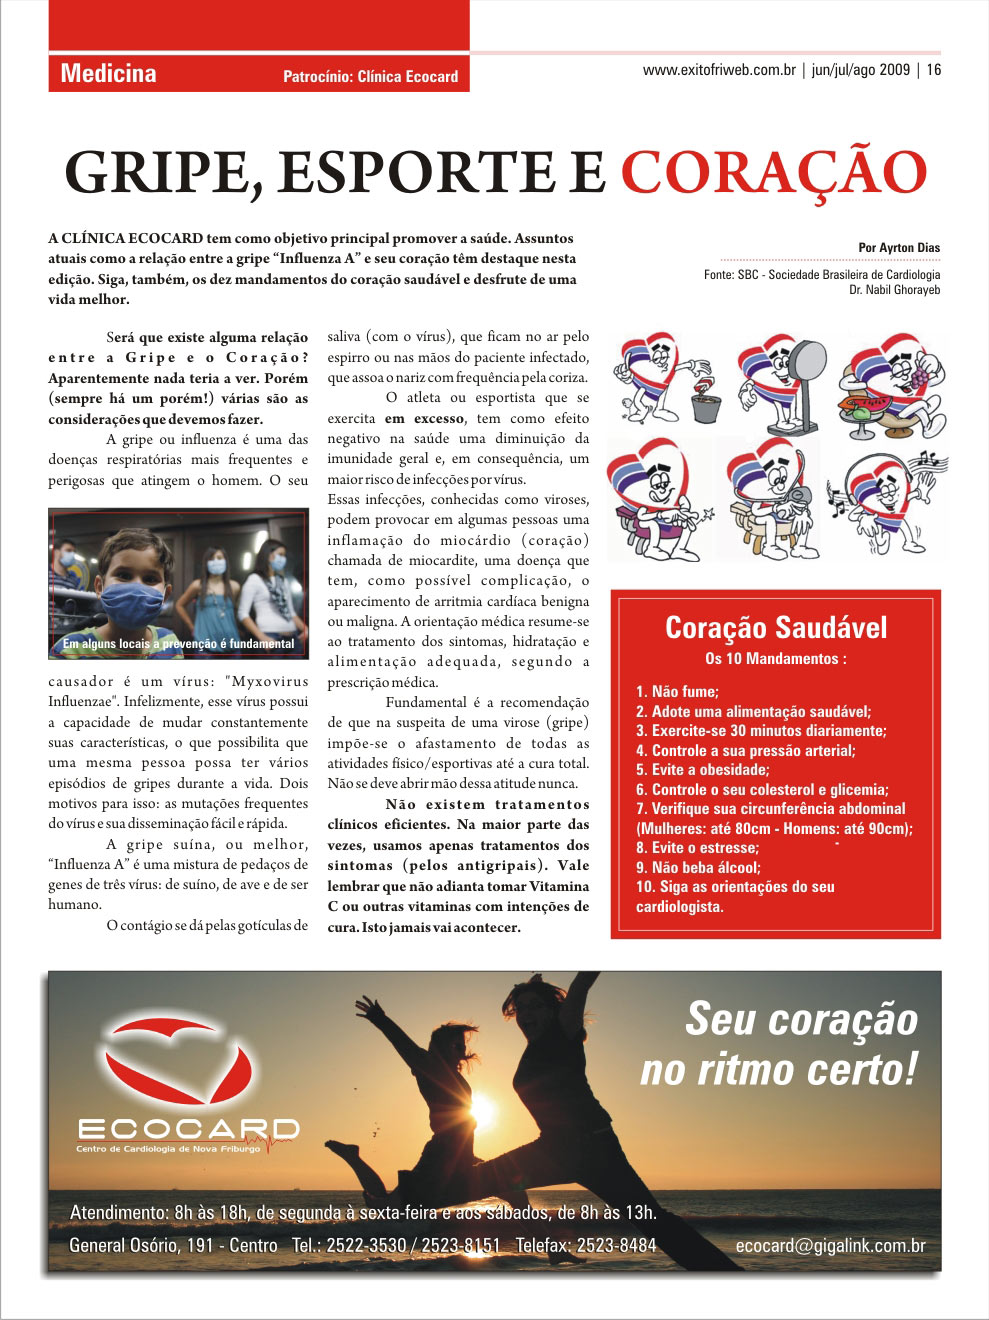 Medicina
Patrocínio: Clínica Ecocard
www.exitofriweb.com.br | jun/jul/ago 2009 | 16
GRIPE, ESPORTE E CORAÇÃO
A CLÍNICA ECOCARD tem como objetivo principal promover a saúde. Assuntos
atuais como a relação entre a gripe “Influenza A” e seu coração têm destaque nesta
edição. Siga, também, os dez mandamentos do coração saudável e desfrute de uma
vida melhor.
Por Ayrton Dias
Fonte: SBC - Sociedade Brasileira de Cardiologia
Dr. Nabil Ghorayeb
Será que existe alguma relação
entre a Gripe e o Coração?
Aparentemente nada teria a ver. Porém
(sempre há um porém!) várias são as
considerações que devemos fazer.
A gripe ou influenza é uma das
doenças respiratórias mais frequentes e
perigosas que atingem o homem. O seu
Em alguns locais a prevenção é fundamental
causador é um vírus: "Myxovirus
Influenzae". Infelizmente, esse vírus possui
a capacidade de mudar constantemente
suas características, o que possibilita que
uma mesma pessoa possa ter vários
episódios de gripes durante a vida. Dois
motivos para isso: as mutações frequentes
do vírus e sua disseminação fácil e rápida.
A gripe suína, ou melhor,
“Influenza A” é uma mistura de pedaços de
genes de três vírus: de suíno, de ave e de ser
humano.
O contágio se dá pelas gotículas de
saliva (com o vírus), que ficam no ar pelo
espirro ou nas mãos do paciente infectado,
que assoa o nariz com frequência pela coriza.
O atleta ou esportista que se
exercita em excesso, tem como efeito
negativo na saúde uma diminuição da
imunidade geral e, em consequência, um
maior risco de infecções por vírus.
Essas infecções, conhecidas como viroses,
podem provocar em algumas pessoas uma
inflamação do miocárdio (coração)
chamada de miocardite, uma doença que
tem, como possível complicação, o
aparecimento de arritmia cardíaca benigna
ou maligna. A orientação médica resume-se
ao tratamento dos sintomas, hidratação e
alimentação adequada, segundo a
prescrição médica.
Fundamental é a recomendação
de que na suspeita de uma virose (gripe)
impõe-se o afastamento de todas as
atividades físico/esportivas até a cura total.
Não se deve abrir mão dessa atitude nunca.
Não existem tratamentos
clínicos eficientes. Na maior parte das
vezes, usamos apenas tratamentos dos
sintomas (pelos antigripais). Vale
lembrar que não adianta tomar Vitamina
C ou outras vitaminas com intenções de
cura. Isto jamais vai acontecer.
Coração Saudável
Os 10 Mandamentos :
1. Não fume;
2. Adote uma alimentação saudável;
3. Exercite-se 30 minutos diariamente;
4. Controle a sua pressão arterial;
5. Evite a obesidade;
6. Controle o seu colesterol e glicemia;
7. Verifique sua circunferência abdominal
(Mulheres: até 80cm - Homens: até 90cm);
8. Evite o estresse;
9. Não beba álcool;
10. Siga as orientações do seu
cardiologista.
Seu coração
no ritmo certo!
ECOCARD
Centro de Cardiologia de Nova Friburgo
Atendimento: 8h às 18h, de segunda à sexta-feira e aos sábados, de 8h às 13h.
General Osório, 191 - Centro Tel.: 2522-3530 / 2523-8151 Telefax: 2523-8484
ecocard@gigalink.com.br